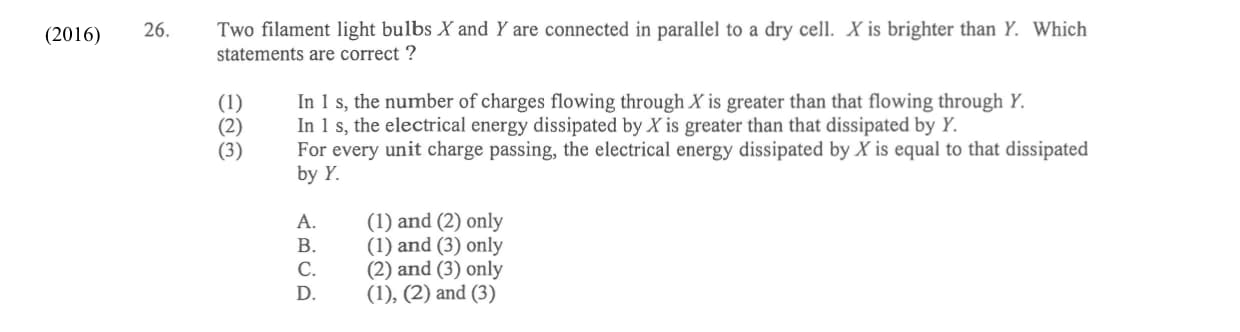 (2016) 26. Two filament light bulbs X and Y are connected in parallel to a dry cell. X is brighter than Y. Which
statements are correct ?
(1) In 1 s, the number of charges flowing through X is greater than that flowing through Y.
(2) In 1 s, the electrical energy dissipated by X is greater than that dissipated by Y.
(3) For every unit charge passing, the electrical energy dissipated by X is equal to that dissipated
by Y.
A. (1) and (2) only
B. (1) and (3) only
C. (2) and (3) only
D. (1), (2) and (3)